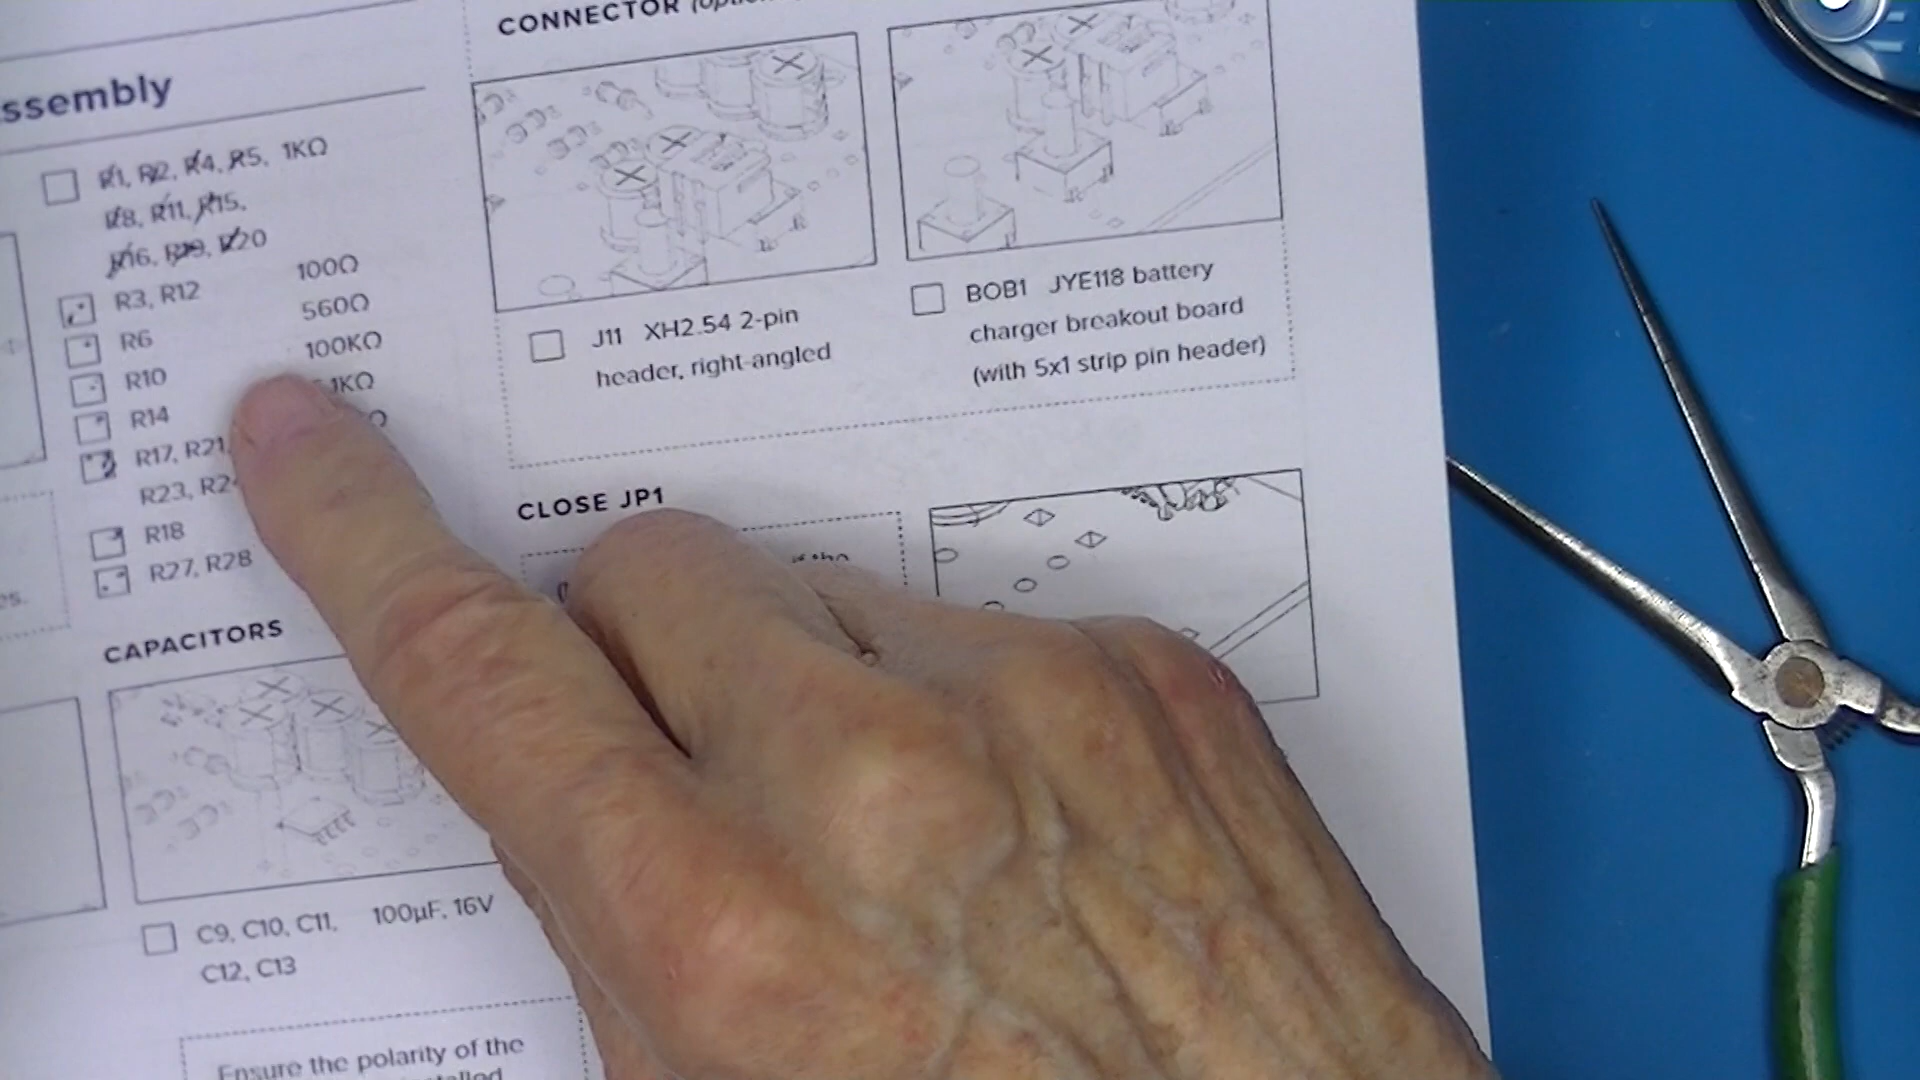 CONNECTOR
ssembly
R1, R2, R4, R5, 1KΩ
R8, R11, R15,
R16, R19, R20
R3, R12 100Ω
R6 560Ω
R10 100KΩ
R14 1KΩ
R17, R21,
R23,
R18
R27, R28
J11 XH2.54 2-pin
header, right-angled
BOB1 JYE118 battery
charger breakout board
(with 5x1 strip pin header)
CLOSE JP1
CAPACITORS
C9, C10, C11, 100μF, 16V
C12, C13
Ensure the polarity of the